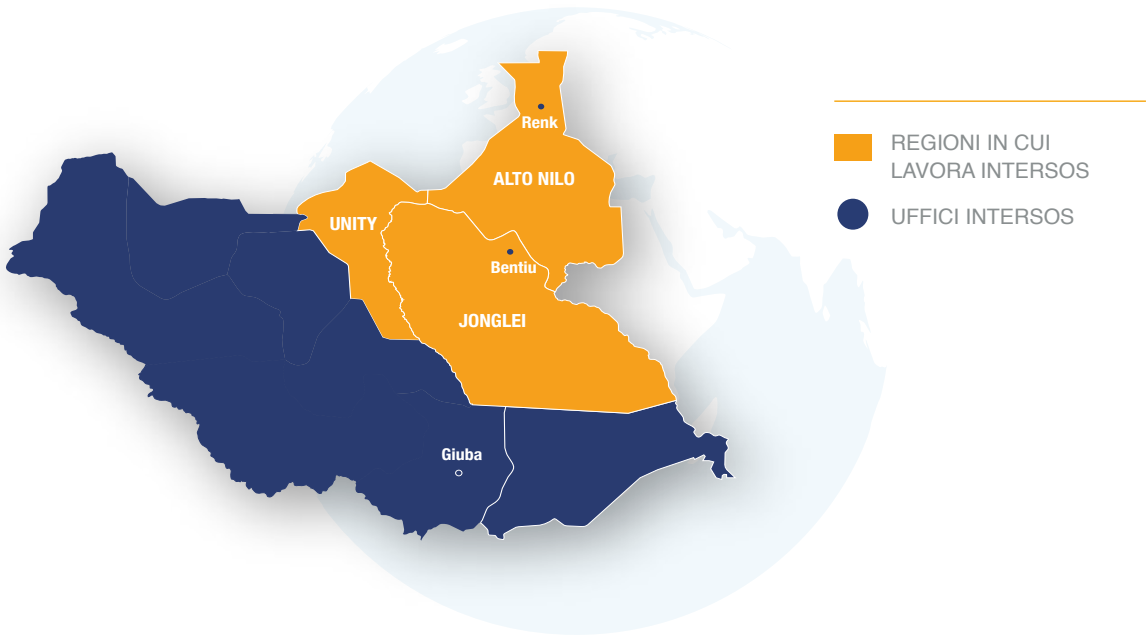 Renk
ALTO NILO
UNITY
Bentiu
JONGLEI
Giuba
REGIONI IN CUI
LAVORA INTERSOS
UFFICI INTERSOS